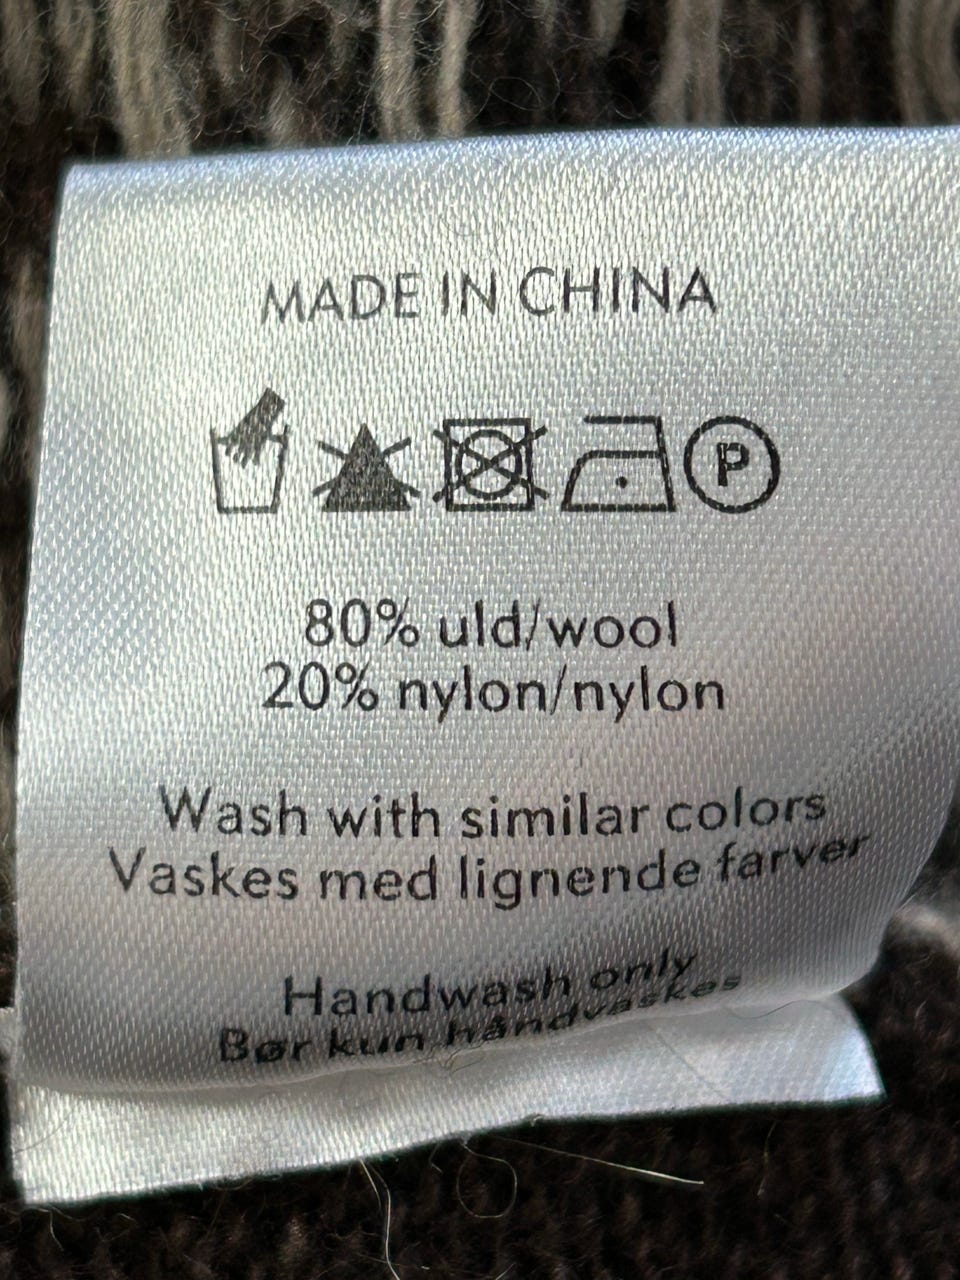 MADE IN CHINA
P
80% uld/wool
20% nylon/nylon
Wash with similar colors
Vaskes med lignende farver
Handwash only
Bør kun håndvaskes